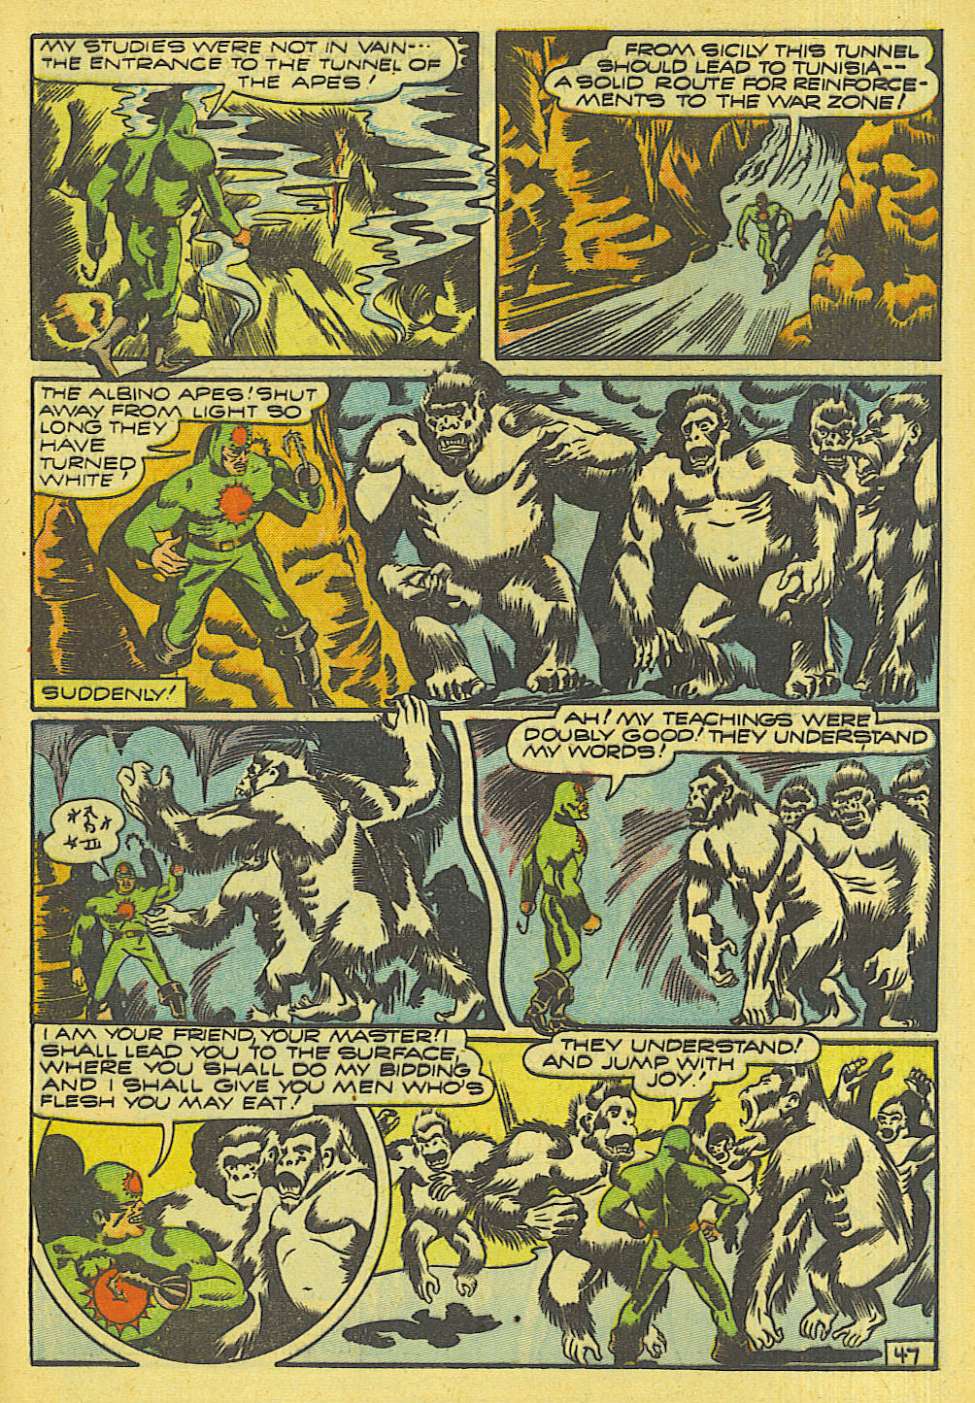 MY STUDIES WERE NOT IN VAIN---
THE ENTRANCE TO THE TUNNEL OF
THE APES!
FROM SICILY THIS TUNNEL
SHOULD LEAD TO TUNISIA--
A SOLID ROUTE FOR REINFORCE-
MENTS TO THE WAR ZONE!
THE ALBINO APES! SHUT
AWAY FROM LIGHT SO
LONG THEY
HAVE
TURNED
WHITE!
SUDDENLY!
AH! MY TEACHINGS WERE
DOUBLY GOOD! THEY UNDERSTAND
MY WORDS!
I AM YOUR FRIEND, YOUR MASTER! I
SHALL LEAD YOU TO THE SURFACE,
WHERE YOU SHALL DO MY BIDDING
AND I SHALL GIVE YOU MEN WHO'S
FLESH YOU MAY EAT!
THEY UNDERSTAND!
AND JUMP WITH
JOY!
47